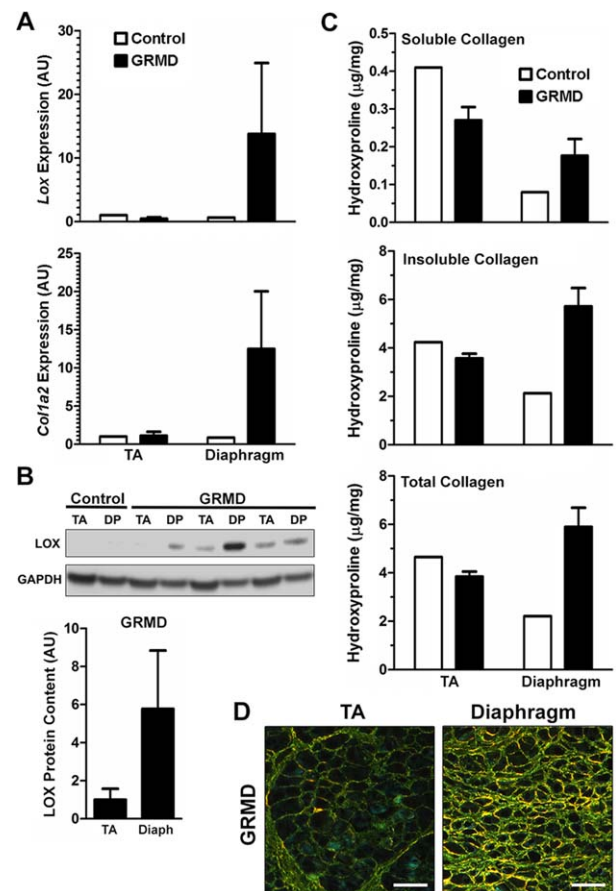 A
Control
GRMD
Lox Expression (AU)
30
20
10
0
Col1a2 Expression (AU)
25
20
15
10
5
0
TA Diaphragm
B
Control GRMD
TA DP TA DP TA DP TA DP
LOX
GAPDH
GRMD
LOX Protein Content (AU)
10
8
6
4
2
0
TA Diaph
C
Soluble Collagen
Control
GRMD
Hydroxyproline (µg/mg)
0.5
0.4
0.3
0.2
0.1
0.0
Insoluble Collagen
Hydroxyproline (µg/mg)
8
6
4
2
0
Total Collagen
Hydroxyproline (µg/mg)
8
6
4
2
0
TA Diaphragm
D
TA Diaphragm
GRMD